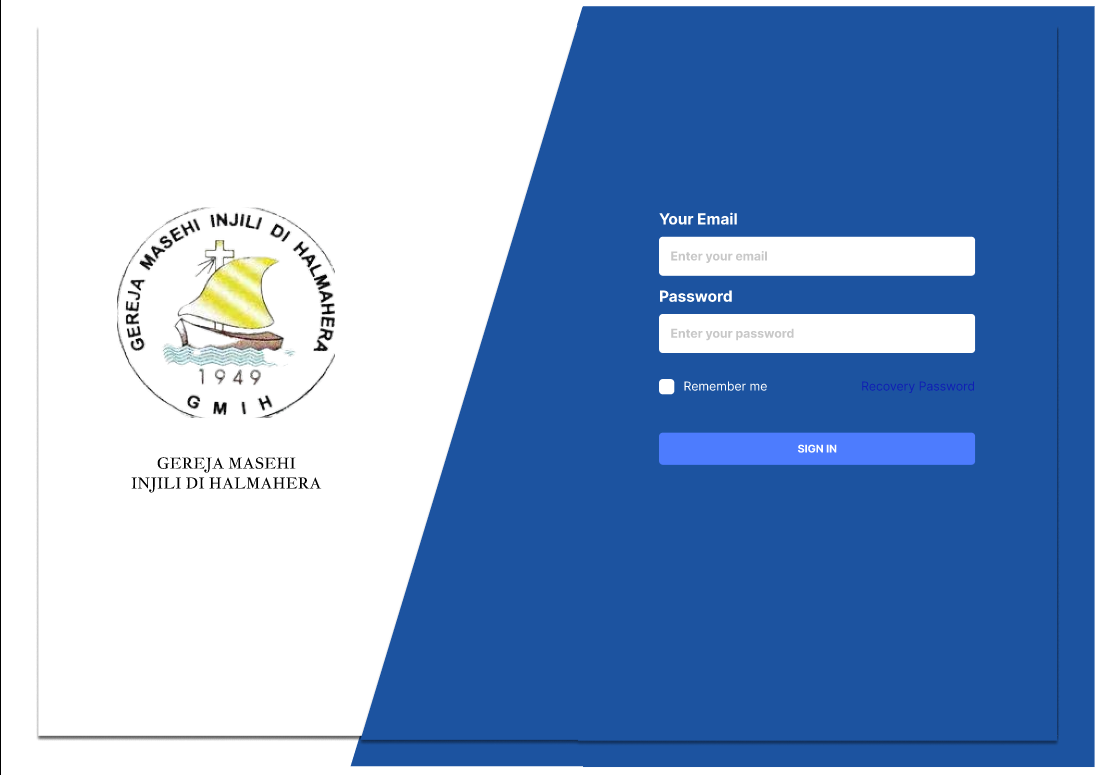 GEREJA MASEHI INJILI DI HALMAHERA
1949
GMIH
GEREJA MASEHI
INJILI DI HALMAHERA
Your Email
Enter your email
Password
Enter your password
Remember me
Recovery Password
SIGN IN